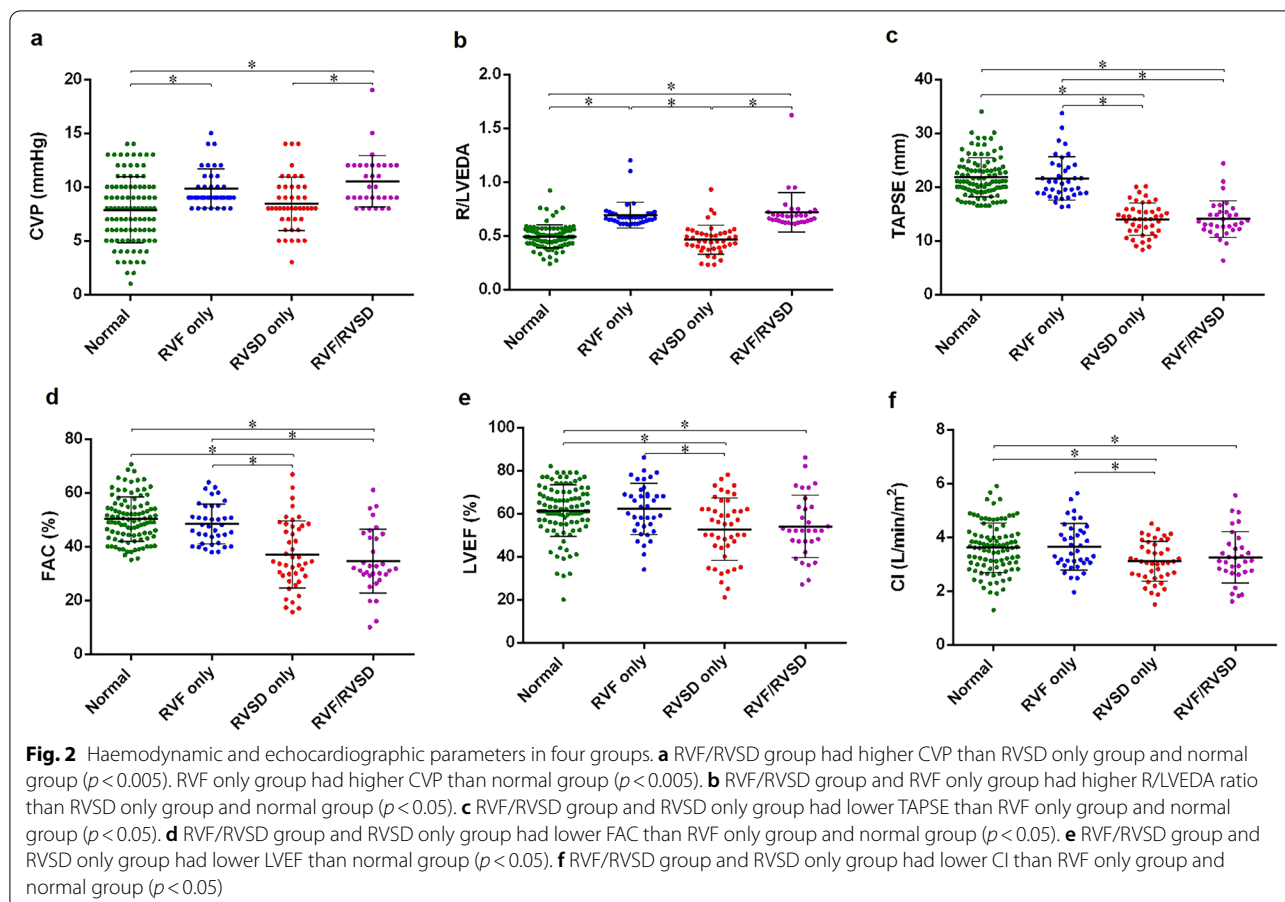 a
*
*
*
20
15
10
5
0
CVP (mmHg)
Normal
RVF only
RVSD only
RVF/RVSD
b
*
*
*
*
2.0
1.5
1.0
0.5
0.0
R/LVEDA
Normal
RVF only
RVSD only
RVF/RVSD
c
*
*
*
*
40
30
20
10
0
TAPSE (mm)
Normal
RVF only
RVSD only
RVF/RVSD
d
*
*
*
*
80
60
40
20
0
FAC (%)
Normal
RVF only
RVSD only
RVF/RVSD
e
*
*
*
100
80
60
40
20
0
LVEF (%)
Normal
RVF only
RVSD only
RVF/RVSD
f
*
*
*
8
6
4
2
0
CI (L/min/m²)
Normal
RVF only
RVSD only
RVF/RVSD
Fig. 2 Haemodynamic and echocardiographic parameters in four groups. a RVF/RVSD group had higher CVP than RVSD only group and normal
group (p < 0.005). RVF only group had higher CVP than normal group (p < 0.005). b RVF/RVSD group and RVF only group had higher R/LVEDA ratio
than RVSD only group and normal group (p < 0.05). c RVF/RVSD group and RVSD only group had lower TAPSE than RVF only group and normal
group (p < 0.05). d RVF/RVSD group and RVSD only group had lower FAC than RVF only group and normal group (p < 0.05). e RVF/RVSD group and
RVSD only group had lower LVEF than normal group (p < 0.05). f RVF/RVSD group and RVSD only group had lower CI than RVF only group and
normal group (p < 0.05)